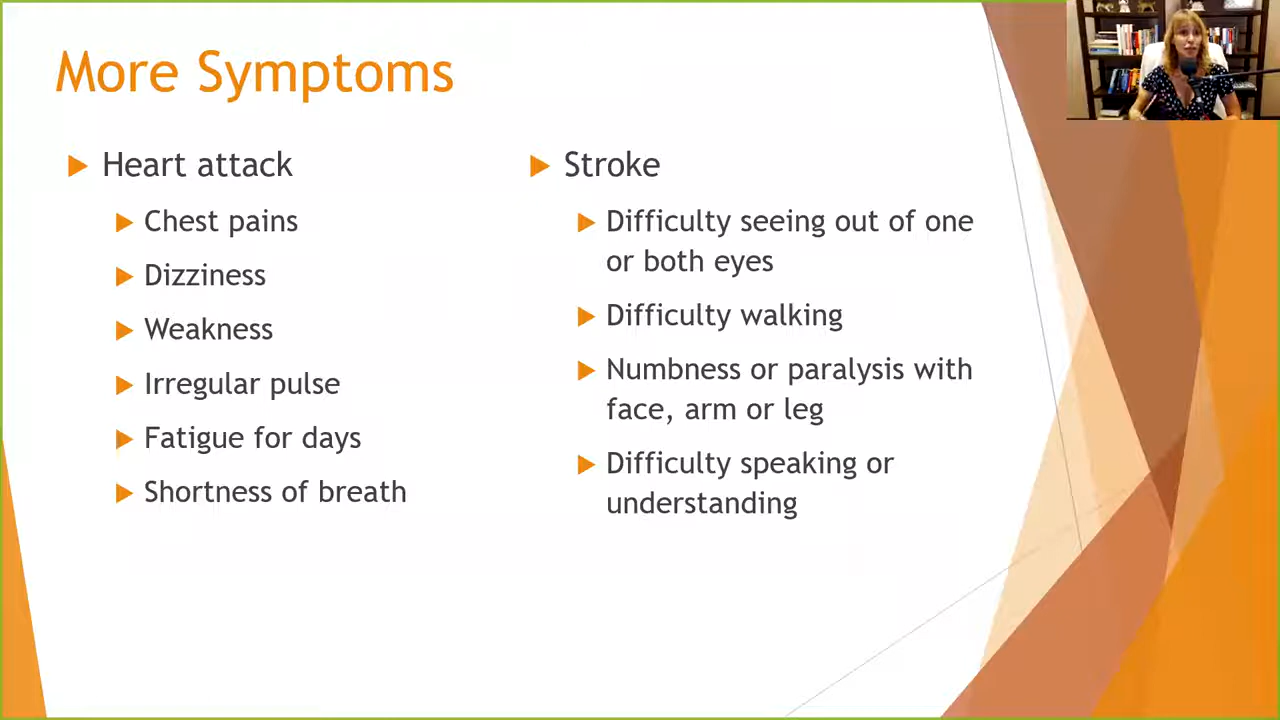 More Symptoms
Heart attack
Chest pains
Dizziness
Weakness
Irregular pulse
Fatigue for days
Shortness of breath
Stroke
Difficulty seeing out of one
or both eyes
Difficulty walking
Numbness or paralysis with
face, arm or leg
Difficulty speaking or
understanding